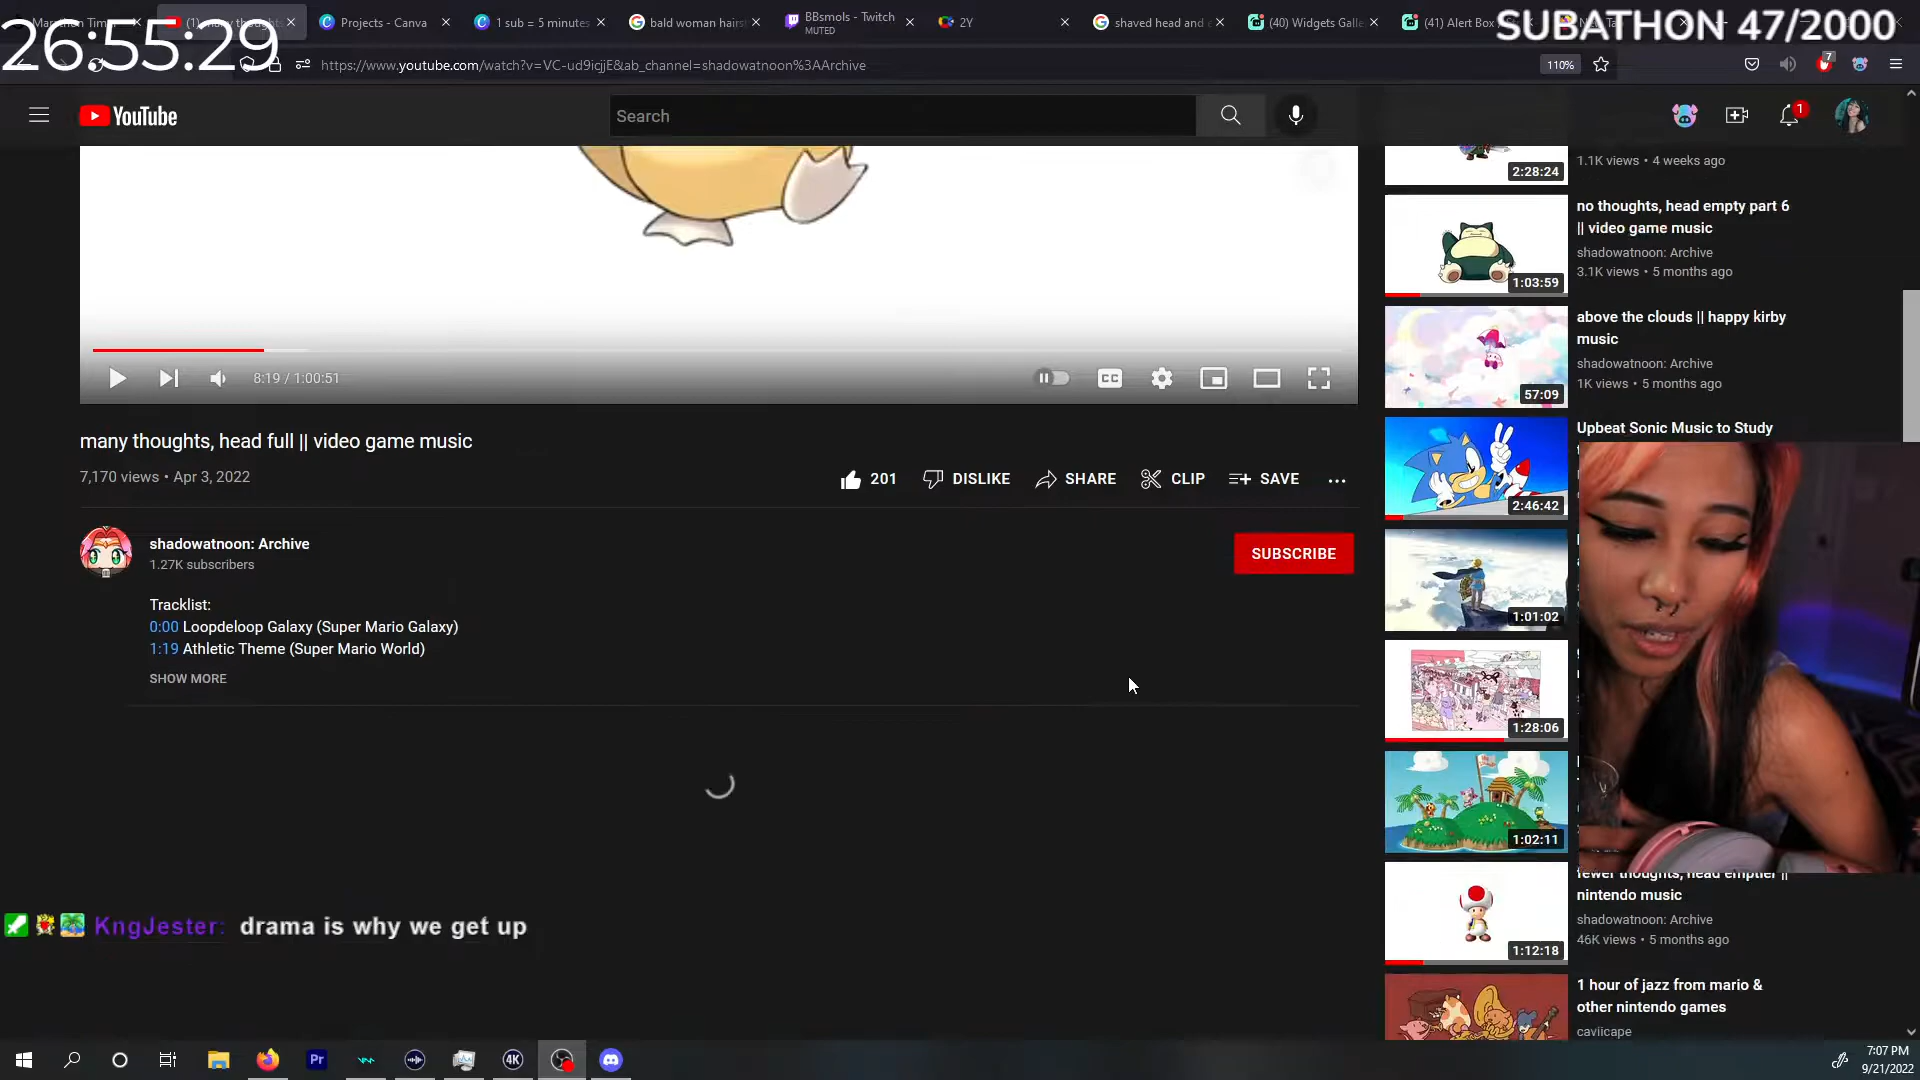 26:55:29
SUBATHON 47/2000
Projects - Canva
1 sub = 5 minutes
bald woman hairs
BBsmols - Twitch
MUTED
2Y
shaved head and
(40) Widgets Galle
(41) Alert Box
https://www.youtube.com/watch?v=VC-ud9icjjE&ab_channel=shadowatnoon%3AArchive
110%
7
YouTube
Search
1
2:28:24
1.1K views • 4 weeks ago
no thoughts, head empty part 6
|| video game music
shadowatnoon: Archive
3.1K views • 5 months ago
1:03:59
above the clouds || happy kirby
music
shadowatnoon: Archive
1K views • 5 months ago
57:09
8:19 / 1:00:51
CC
Upbeat Sonic Music to Study
2:46:42
many thoughts, head full || video game music
7,170 views • Apr 3, 2022
201
DISLIKE
SHARE
CLIP
SAVE
shadowatnoon: Archive
1.27K subscribers
SUBSCRIBE
1:01:02
Tracklist:
0:00 Loopdeloop Galaxy (Super Mario Galaxy)
1:19 Athletic Theme (Super Mario World)
SHOW MORE
1:28:06
1:02:11
fewer thoughts, head emptier ||
nintendo music
shadowatnoon: Archive
46K views • 5 months ago
1:12:18
KngJester: drama is why we get up
1 hour of jazz from mario &
other nintendo games
caviicape
Pr
4K
7:07 PM
9/21/2022